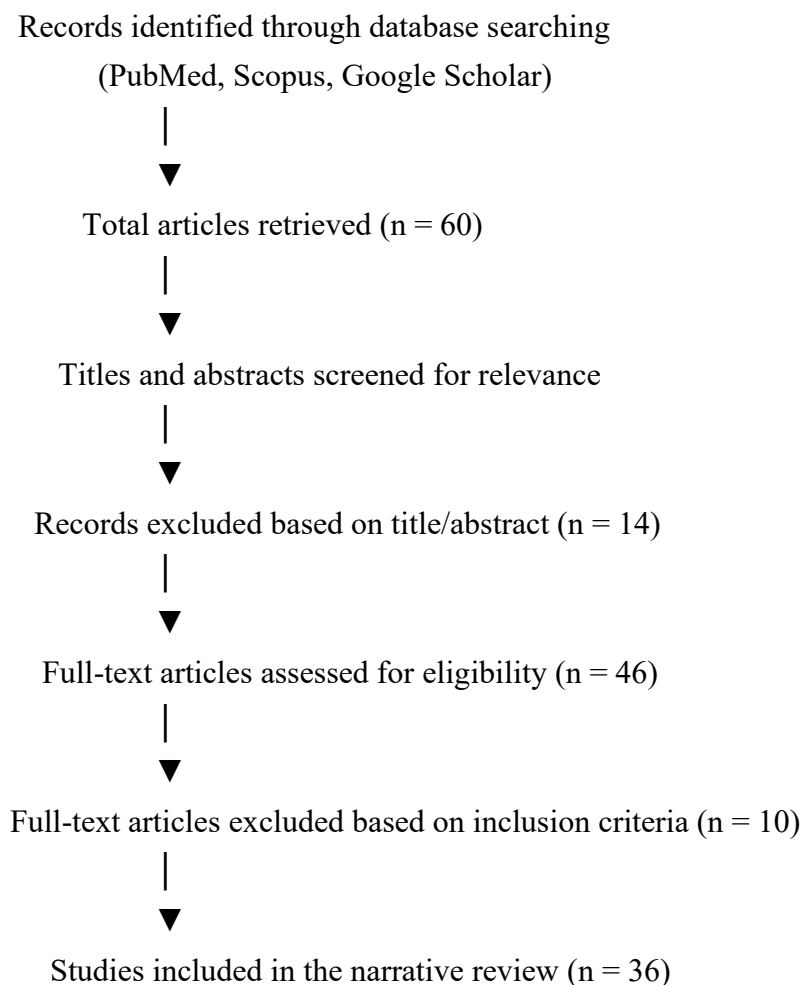 Records identified through database searching
(PubMed, Scopus, Google Scholar)
Total articles retrieved (n = 60)
Titles and abstracts screened for relevance
Records excluded based on title/abstract (n = 14)
Full-text articles assessed for eligibility (n = 46)
Full-text articles excluded based on inclusion criteria (n = 10)
Studies included in the narrative review (n = 36)